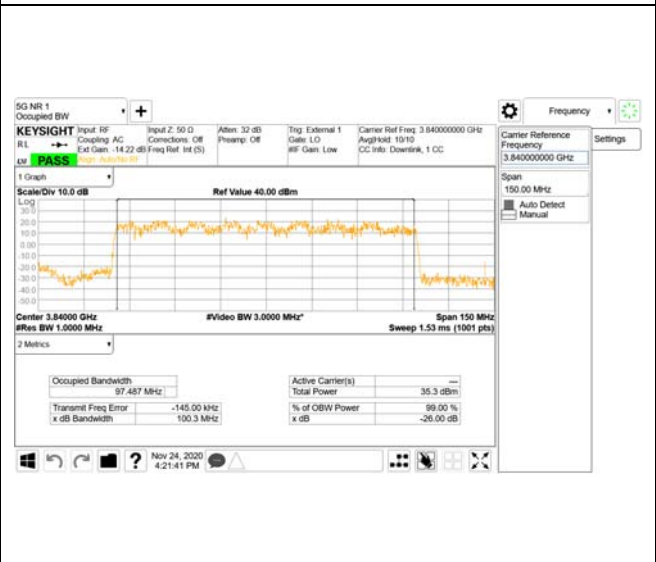 5G NR 1
Occupied BW
Frequency
KEYSIGHT
Input: RF
Input Z: 50 Ω
Atten: 32 dB
Trig: External 1
Carrier Ref Freq: 3.840000000 GHz
RL
Coupling: AC
Corrections: Off
Preamp: Off
Gate: LO
Avg|Hold: 10/10
Ext Gain: -14.22 dB
Freq Ref: Int (S)
#IF Gain: Low
CC Info: Downlink, 1 CC
PASS
Align: Auto/No RF
Carrier Reference
Frequency
3.840000000 GHz
Settings
Span
150.00 MHz
Auto Detect
Manual
1 Graph
Scale/Div 10.0 dB
Ref Value 40.00 dBm
Log
30.0
20.0
10.0
0.00
-10.0
-20.0
-30.0
-40.0
-50.0
Center 3.84000 GHz
#Video BW 3.0000 MHz*
Span 150 MHz
#Res BW 1.0000 MHz
Sweep 1.53 ms (1001 pts)
2 Metrics
Occupied Bandwidth
97.487 MHz
Active Carrier(s)
---
Total Power
35.3 dBm
Transmit Freq Error
-145.00 kHz
% of OBW Power
99.00 %
x dB Bandwidth
100.3 MHz
x dB
-26.00 dB
?
Nov 24, 2020
4:21:41 PM